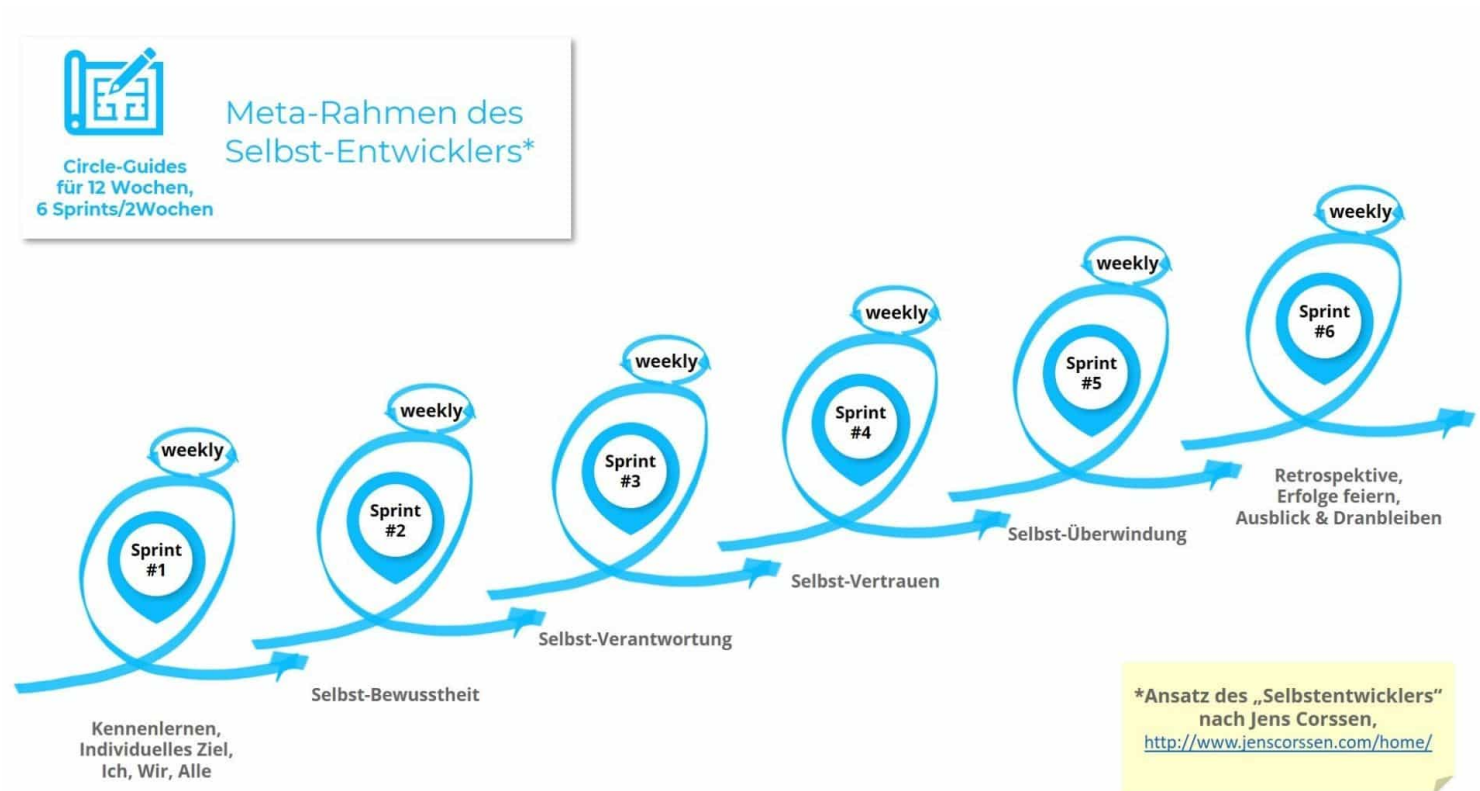 Meta-Rahmen des
Selbst-Entwicklers*
Circle-Guides
für 12 Wochen,
6 Sprints/2Wochen
weekly
Sprint
#1
Kennenlernen,
Individuelles Ziel,
Ich, Wir, Alle
weekly
Sprint
#2
Selbst-Bewusstheit
weekly
Sprint
#3
Selbst-Verantwortung
weekly
Sprint
#4
Selbst-Vertrauen
weekly
Sprint
#5
Selbst-Überwindung
weekly
Sprint
#6
Retrospektive,
Erfolge feiern,
Ausblick & Dranbleiben
*Ansatz des „Selbstentwicklers“
nach Jens Corssen,
http://www.jenscorssen.com/home/